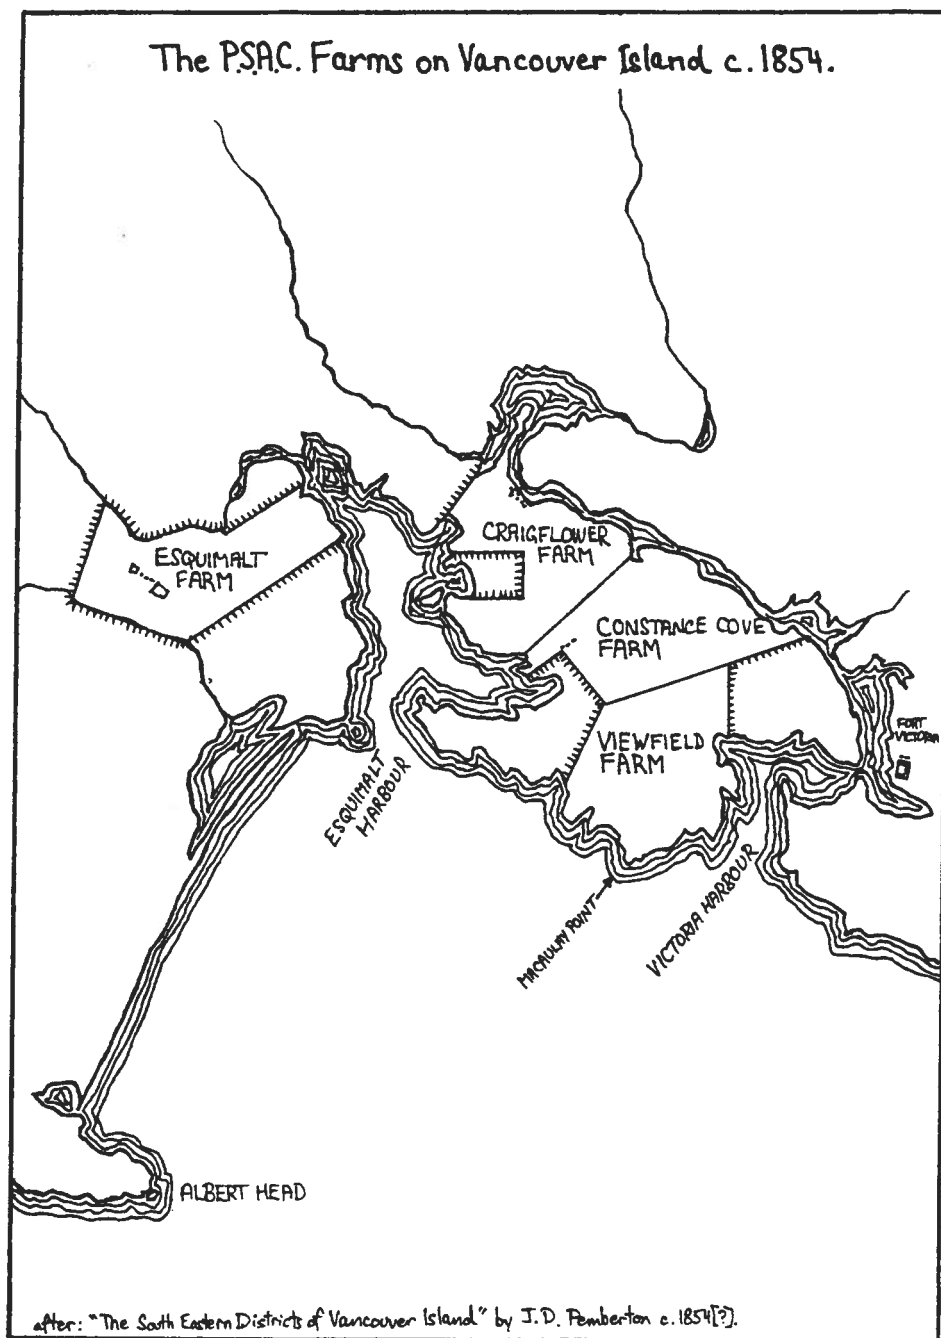 The P.S.A.C. Farms on Vancouver Island c. 1854.
CRAIGFLOWER
FARM
ESQUIMALT
FARM
CONSTANCE COVE
FARM
FORT
VICTORIA
VIEWFIELD
FARM
ESQUIMALT
HARBOUR
MACAULAY POINT
VICTORIA HARBOUR
ALBERT HEAD
after: "The South Eastern Districts of Vancouver Island" by J.D. Pemberton c. 1854[?].